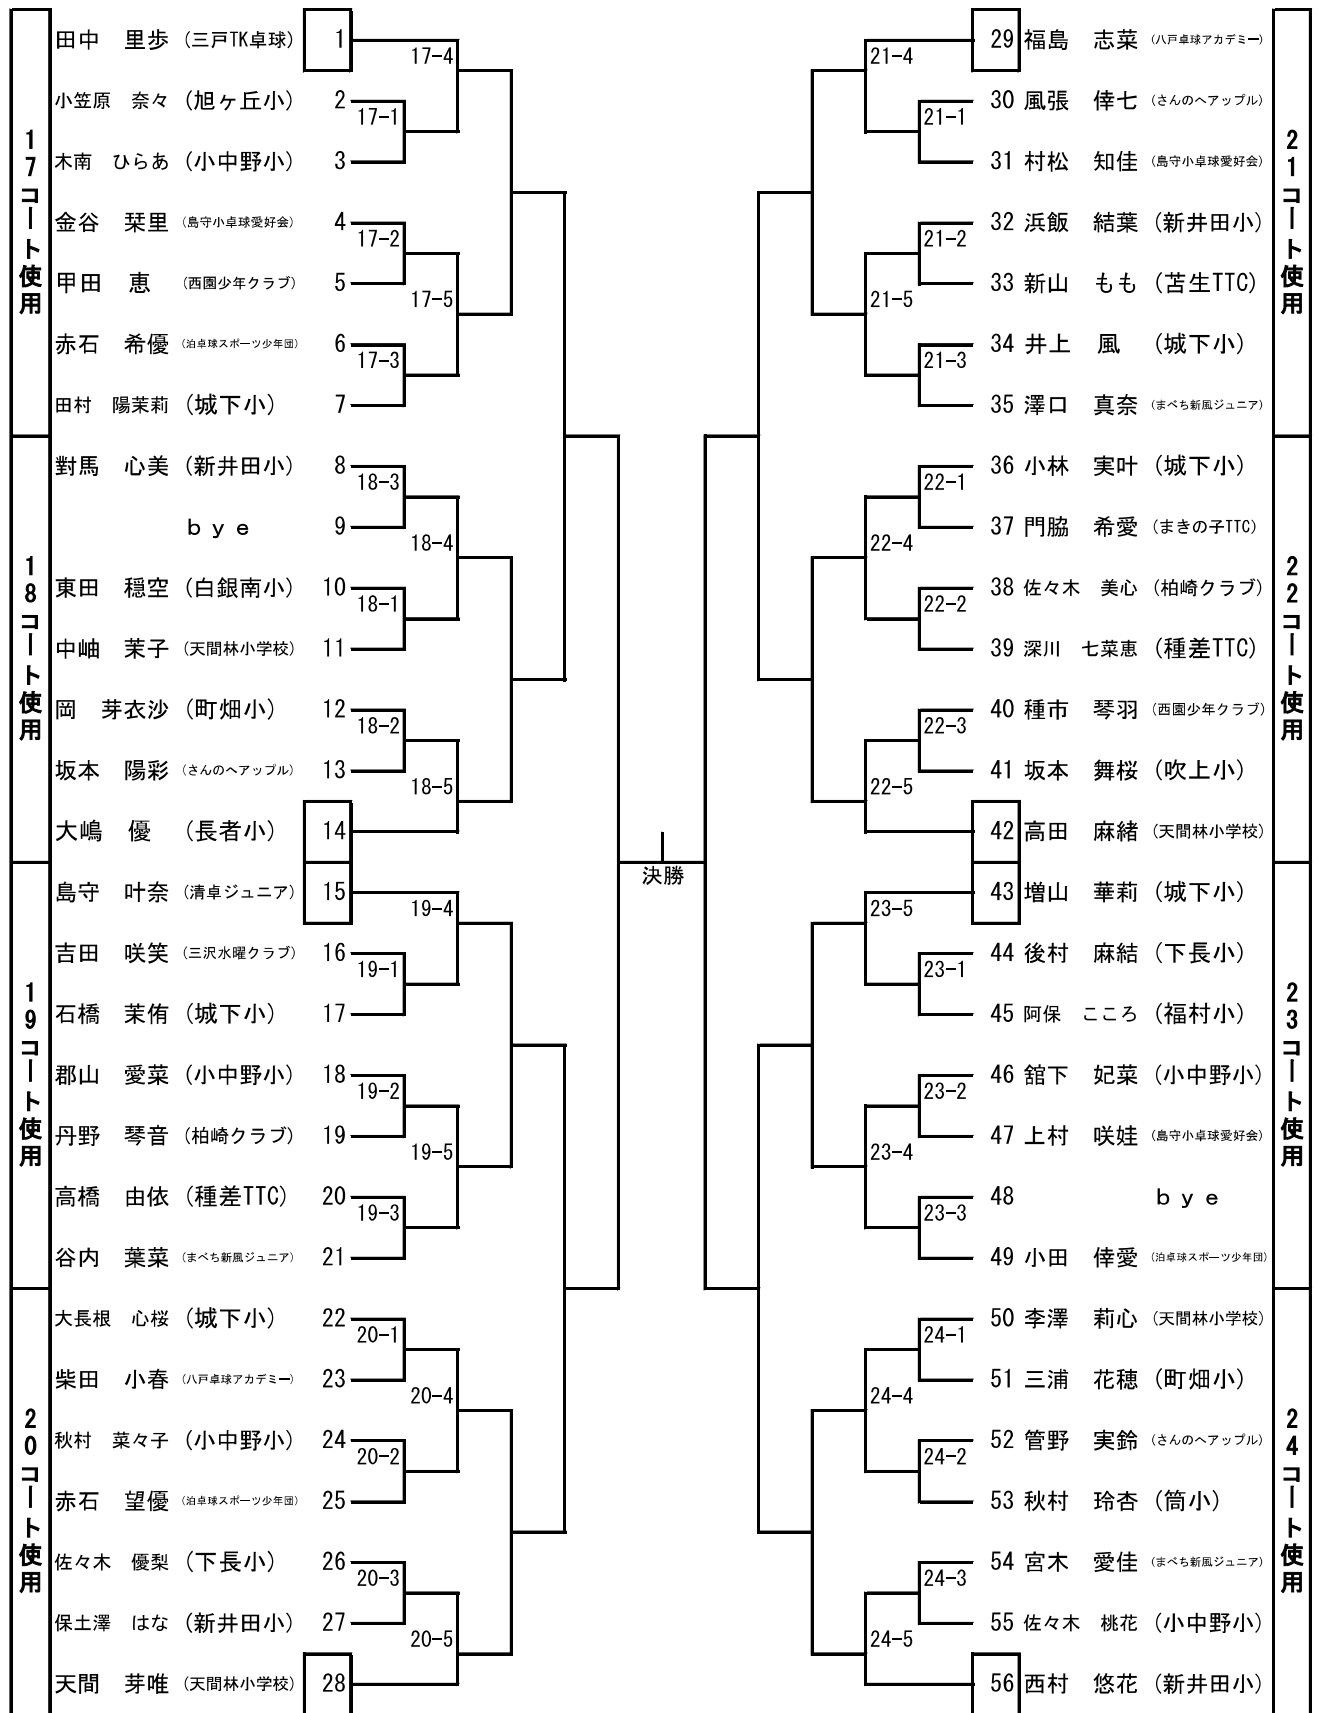 17コート使用
田中 里歩 (三戸TK卓球) 1
17-4
小笠原 奈々 (旭ヶ丘小) 2
17-1
木南 ひらあ (小中野小) 3
金谷 栞里 (島守小卓球愛好会) 4
17-2
甲田 恵 (西園少年クラブ) 5
17-5
赤石 希優 (泊卓球スポーツ少年団) 6
17-3
田村 陽茉莉 (城下小) 7
18コート使用
對馬 心美 (新井田小) 8
18-3
bye 9
18-4
東田 穏空 (白銀南小) 10
18-1
中岫 茉子 (天間林小学校) 11
岡 芽衣沙 (町畑小) 12
18-2
坂本 陽彩 (さんのへアップル) 13
18-5
大嶋 優 (長者小) 14
19コート使用
島守 叶奈 (清卓ジュニア) 15
19-4
吉田 咲笑 (三沢水曜クラブ) 16
19-1
石橋 茉侑 (城下小) 17
郡山 愛菜 (小中野小) 18
19-2
丹野 琴音 (柏崎クラブ) 19
19-5
高橋 由依 (種差TTC) 20
19-3
谷内 葉菜 (まべち新風ジュニア) 21
20コート使用
大長根 心桜 (城下小) 22
20-1
柴田 小春 (八戸卓球アカデミー) 23
20-4
秋村 菜々子 (小中野小) 24
20-2
赤石 望優 (泊卓球スポーツ少年団) 25
佐々木 優梨 (下長小) 26
20-3
保土澤 はな (新井田小) 27
20-5
天間 芽唯 (天間林小学校) 28
決勝
21コート使用
29 福島 志菜 (八戸卓球アカデミー)
21-4
30 風張 倖七 (さんのへアップル)
21-1
31 村松 知佳 (島守小卓球愛好会)
32 浜飯 結葉 (新井田小)
21-2
33 新山 もも (苫生TTC)
21-5
34 井上 風 (城下小)
21-3
35 澤口 真奈 (まべち新風ジュニア)
22コート使用
36 小林 実叶 (城下小)
22-1
37 門脇 希愛 (まきの子TTC)
22-4
38 佐々木 美心 (柏崎クラブ)
22-2
39 深川 七菜恵 (種差TTC)
40 種市 琴羽 (西園少年クラブ)
22-3
41 坂本 舞桜 (吹上小)
22-5
42 高田 麻緒 (天間林小学校)
23コート使用
43 増山 華莉 (城下小)
23-5
44 後村 麻結 (下長小)
23-1
45 阿保 こころ (福村小)
46 舘下 妃菜 (小中野小)
23-2
47 上村 咲娃 (島守小卓球愛好会)
23-4
48 bye
23-3
49 小田 倖愛 (泊卓球スポーツ少年団)
24コート使用
50 李澤 莉心 (天間林小学校)
24-1
51 三浦 花穂 (町畑小)
24-4
52 管野 実鈴 (さんのへアップル)
24-2
53 秋村 玲杏 (筒小)
54 宮木 愛佳 (まべち新風ジュニア)
24-3
55 佐々木 桃花 (小中野小)
24-5
56 西村 悠花 (新井田小)